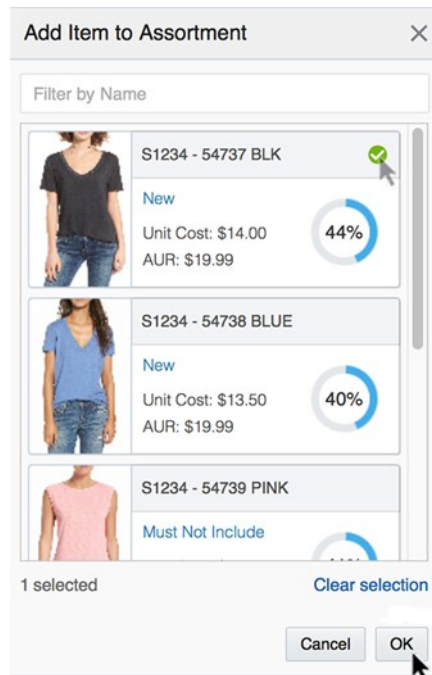 Add Item to Assortment
Filter by Name
S1234 - 54737 BLK
New
Unit Cost: $14.00
AUR: $19.99
44%
S1234 - 54738 BLUE
New
Unit Cost: $13.50
AUR: $19.99
40%
S1234 - 54739 PINK
Must Not Include
1 selected
Clear selection
Cancel
OK